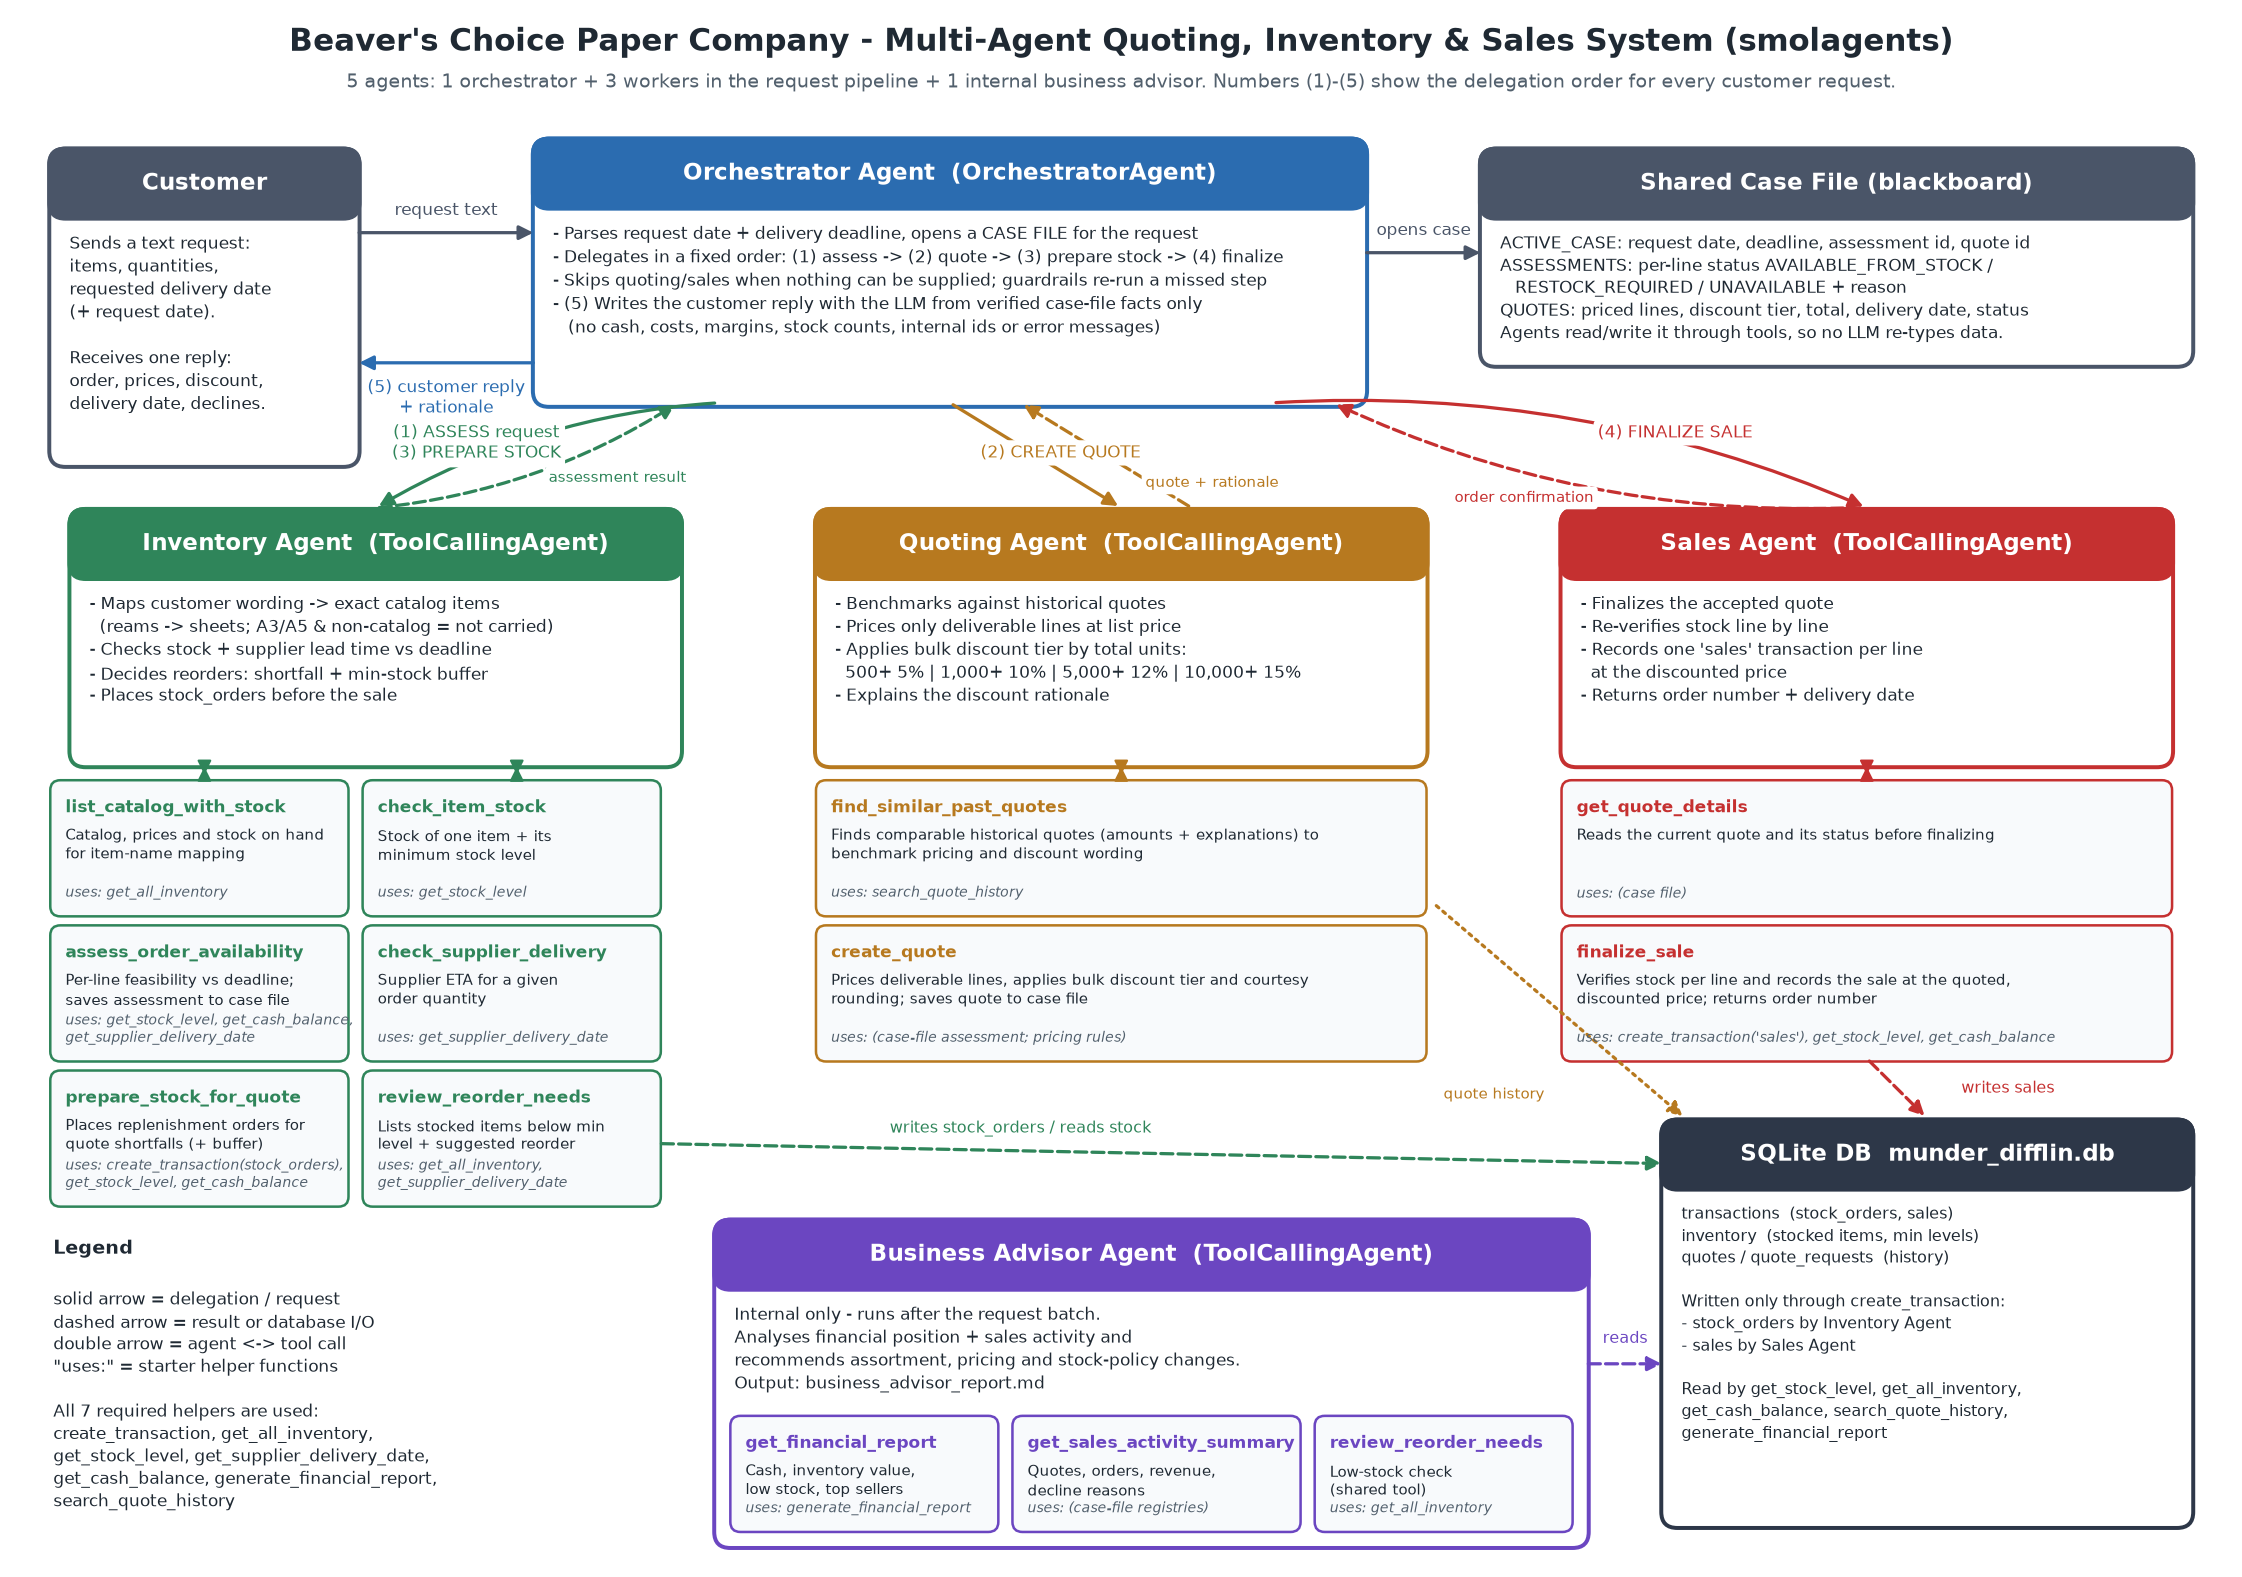 Beaver's Choice Paper Company - Multi-Agent Quoting, Inventory & Sales System (smolagents)
5 agents: 1 orchestrator + 3 workers in the request pipeline + 1 internal business advisor. Numbers (1)-(5) show the delegation order for every customer request.
Customer
Sends a text request:
items, quantities,
requested delivery date
(+ request date).
Receives one reply:
order, prices, discount,
delivery date, declines.
request text
(5) customer reply
+ rationale
Orchestrator Agent  (OrchestratorAgent)
- Parses request date + delivery deadline, opens a CASE FILE for the request
- Delegates in a fixed order: (1) assess -> (2) quote -> (3) prepare stock -> (4) finalize
- Skips quoting/sales when nothing can be supplied; guardrails re-run a missed step
- (5) Writes the customer reply with the LLM from verified case-file facts only
(no cash, costs, margins, stock counts, internal ids or error messages)
opens case
Shared Case File (blackboard)
ACTIVE_CASE: request date, deadline, assessment id, quote id
ASSESSMENTS: per-line status AVAILABLE_FROM_STOCK /
RESTOCK_REQUIRED / UNAVAILABLE + reason
QUOTES: priced lines, discount tier, total, delivery date, status
Agents read/write it through tools, so no LLM re-types data.
(1) ASSESS request
(3) PREPARE STOCK
assessment result
(2) CREATE QUOTE
quote + rationale
(4) FINALIZE SALE
order confirmation
Inventory Agent  (ToolCallingAgent)
- Maps customer wording -> exact catalog items
(reams -> sheets; A3/A5 & non-catalog = not carried)
- Checks stock + supplier lead time vs deadline
- Decides reorders: shortfall + min-stock buffer
- Places stock_orders before the sale
Quoting Agent  (ToolCallingAgent)
- Benchmarks against historical quotes
- Prices only deliverable lines at list price
- Applies bulk discount tier by total units:
500+ 5% | 1,000+ 10% | 5,000+ 12% | 10,000+ 15%
- Explains the discount rationale
Sales Agent  (ToolCallingAgent)
- Finalizes the accepted quote
- Re-verifies stock line by line
- Records one 'sales' transaction per line
at the discounted price
- Returns order number + delivery date
list_catalog_with_stock
Catalog, prices and stock on hand
for item-name mapping
uses: get_all_inventory
check_item_stock
Stock of one item + its
minimum stock level
uses: get_stock_level
find_similar_past_quotes
Finds comparable historical quotes (amounts + explanations) to
benchmark pricing and discount wording
uses: search_quote_history
get_quote_details
Reads the current quote and its status before finalizing
uses: (case file)
assess_order_availability
Per-line feasibility vs deadline;
saves assessment to case file
uses: get_stock_level, get_cash_balance,
get_supplier_delivery_date
check_supplier_delivery
Supplier ETA for a given
order quantity
uses: get_supplier_delivery_date
create_quote
Prices deliverable lines, applies bulk discount tier and courtesy
rounding; saves quote to case file
uses: (case-file assessment; pricing rules)
finalize_sale
Verifies stock per line and records the sale at the quoted,
discounted price; returns order number
uses: create_transaction('sales'), get_stock_level, get_cash_balance
prepare_stock_for_quote
Places replenishment orders for
quote shortfalls (+ buffer)
uses: create_transaction(stock_orders),
get_stock_level, get_cash_balance
review_reorder_needs
Lists stocked items below min
level + suggested reorder
uses: get_all_inventory,
get_supplier_delivery_date
writes stock_orders / reads stock
quote history
writes sales
SQLite DB  munder_difflin.db
transactions  (stock_orders, sales)
inventory  (stocked items, min levels)
quotes / quote_requests  (history)
Written only through create_transaction:
- stock_orders by Inventory Agent
- sales by Sales Agent
Read by get_stock_level, get_all_inventory,
get_cash_balance, search_quote_history,
generate_financial_report
Legend
solid arrow = delegation / request
dashed arrow = result or database I/O
double arrow = agent <-> tool call
"uses:" = starter helper functions
All 7 required helpers are used:
create_transaction, get_all_inventory,
get_stock_level, get_supplier_delivery_date,
get_cash_balance, generate_financial_report,
search_quote_history
Business Advisor Agent  (ToolCallingAgent)
Internal only - runs after the request batch.
Analyses financial position + sales activity and
recommends assortment, pricing and stock-policy changes.
Output: business_advisor_report.md
reads
get_financial_report
Cash, inventory value,
low stock, top sellers
uses: generate_financial_report
get_sales_activity_summary
Quotes, orders, revenue,
decline reasons
uses: (case-file registries)
review_reorder_needs
Low-stock check
(shared tool)
uses: get_all_inventory